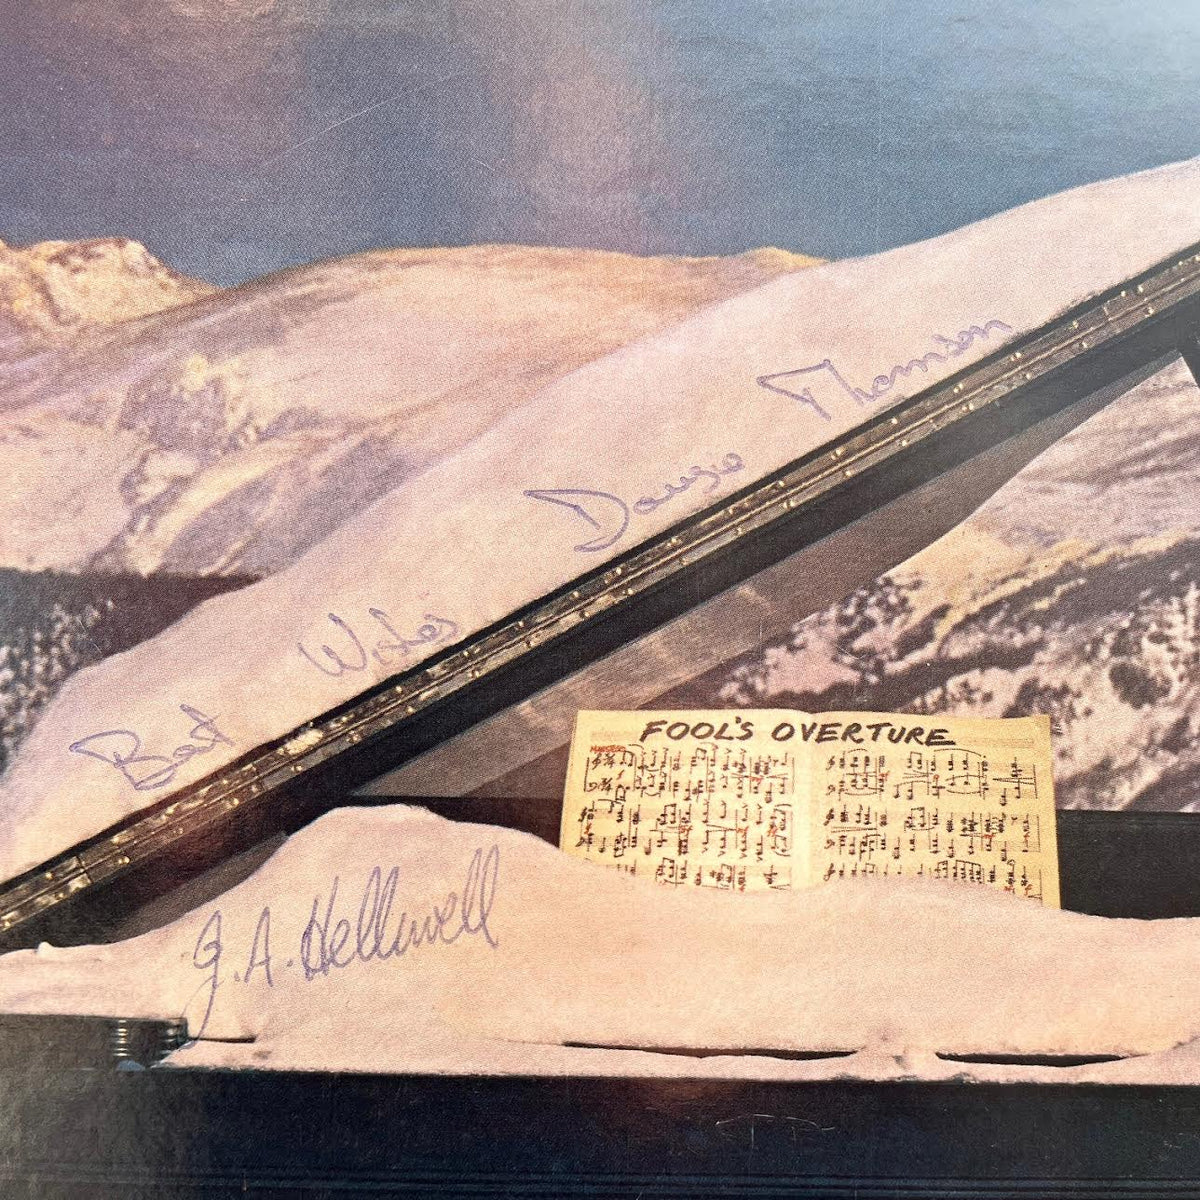 Best Wishes Dougie Thomson
FOOL'S OVERTURE
J.A. Helliwell